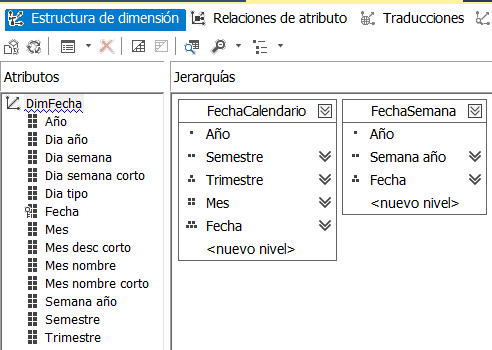 Estructura de dimensión
Relaciones de atributo
Traducciones
Atributos
DimFecha
Año
Dia año
Dia semana
Dia semana corto
Dia tipo
Fecha
Mes
Mes desc corto
Mes nombre
Mes nombre corto
Semana año
Semestre
Trimestre
Jerarquías
FechaCalendario
Año
Semestre
Trimestre
Mes
Fecha
<nuevo nivel>
FechaSemana
Año
Semana año
Fecha
<nuevo nivel>